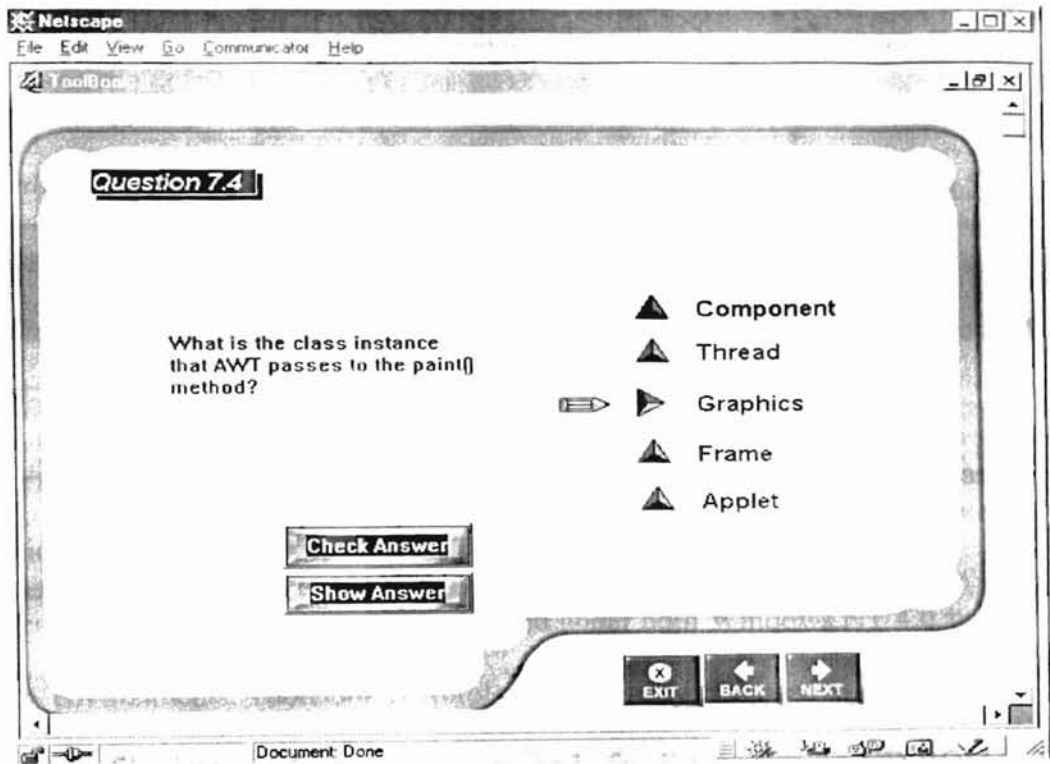 Netscape
File Edit View Go Communicator Help
ToolBook
Question 7.4
What is the class instance
that AWT passes to the paint()
method?
Component
Thread
Graphics
Frame
Applet
Check Answer
Show Answer
EXIT
BACK
NEXT
Document: Done